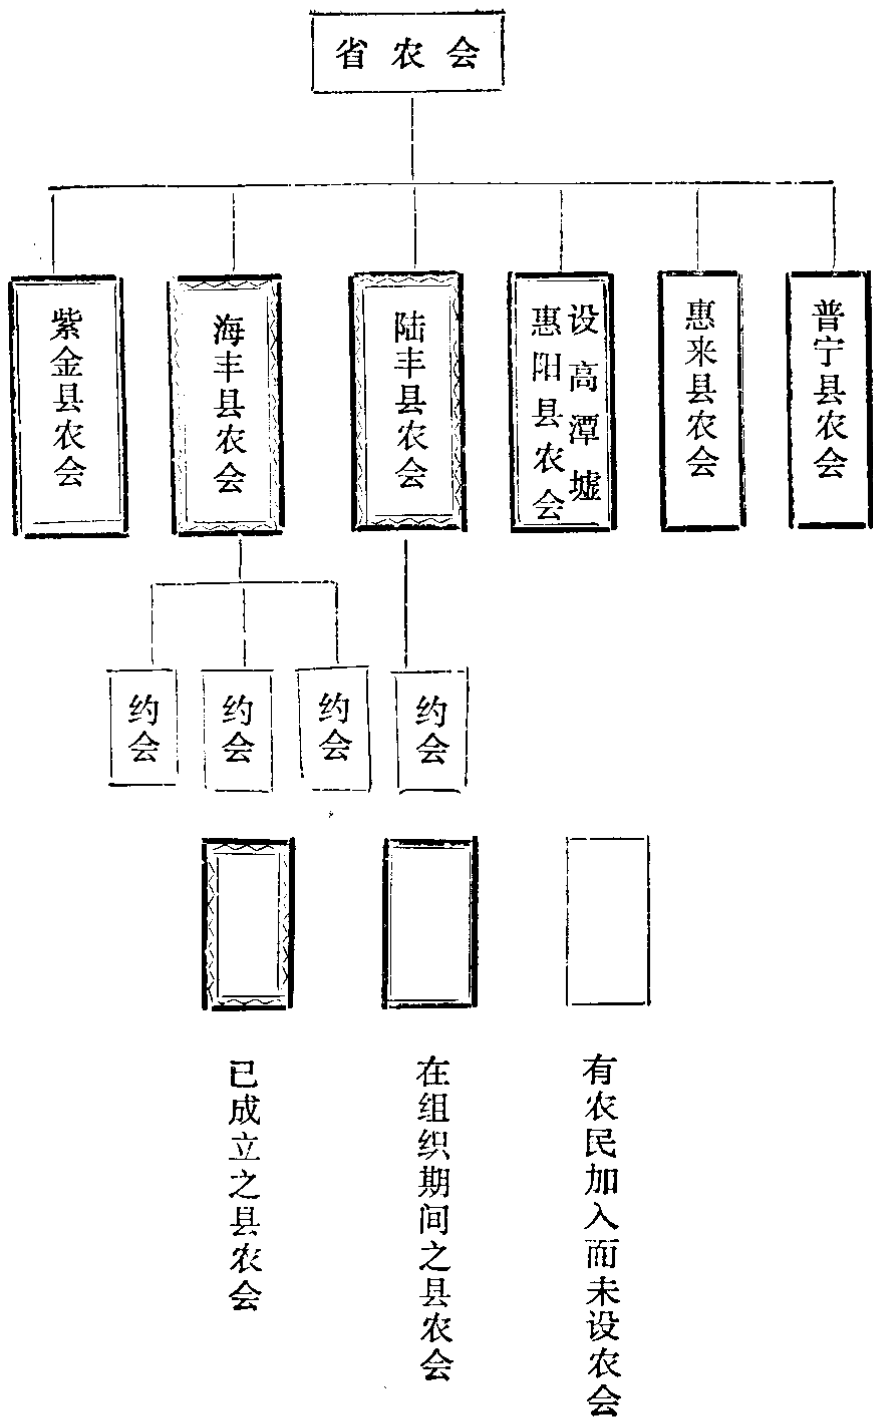 省农会
紫金县农会
海丰县农会
陆丰县农会
惠阳县农会
设高潭墟
惠来县农会
普宁县农会
约会
约会
约会
约会
已成立之县农会
在组织期间之县农会
有农民加入而未设农会